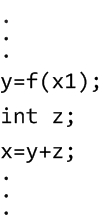 .
.
.
y=f(x1);
int z;
x=y+z;
.
.
.